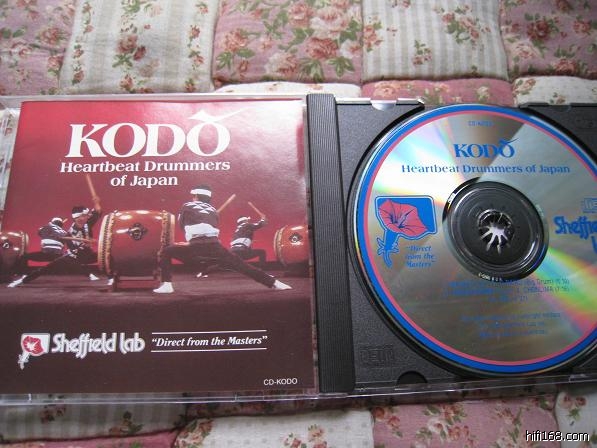 KODO
Heartbeat Drummers
of Japan
Sheffield Lab
"Direct from the Masters"
CD-KODO
KODO
Heartbeat Drummers of Japan
"Direct
from the
Masters"
Sheffield
hifi168.com